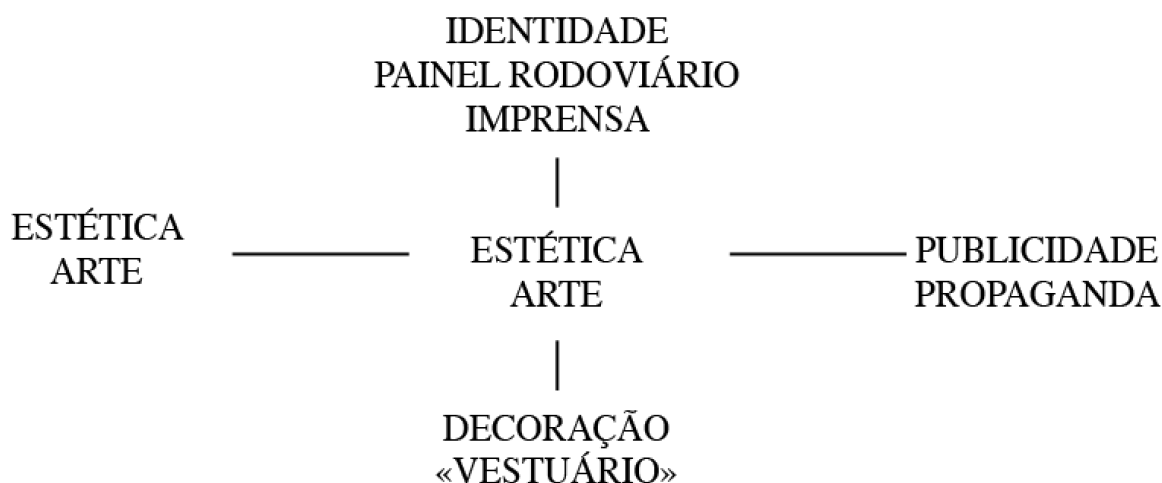 IDENTIDADE
PAINEL RODOVIÁRIO
IMPRENSA
ESTÉTICA
ARTE
ESTÉTICA
ARTE
PUBLICIDADE
PROPAGANDA
DECORAÇÃO
«VESTUÁRIO»